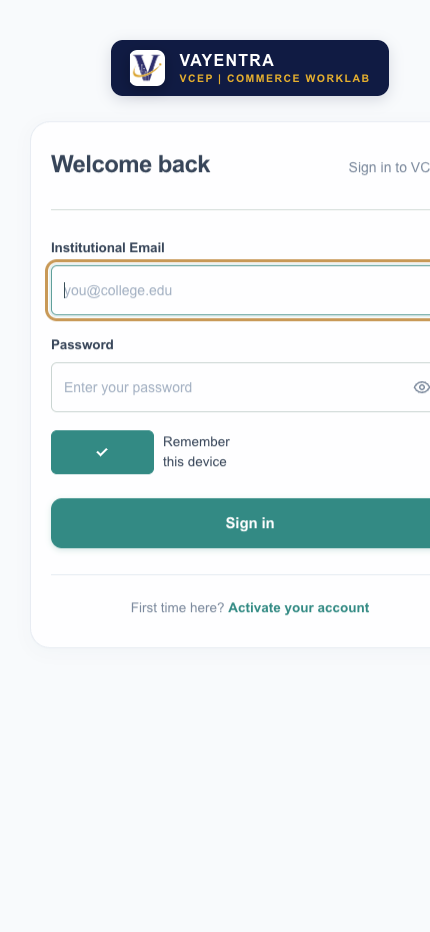 VAYENTRA
VCEP | COMMERCE WORKLAB
Welcome back
Sign in to VC
Institutional Email
you@college.edu
Password
Enter your password
Remember
this device
Sign in
First time here? Activate your account